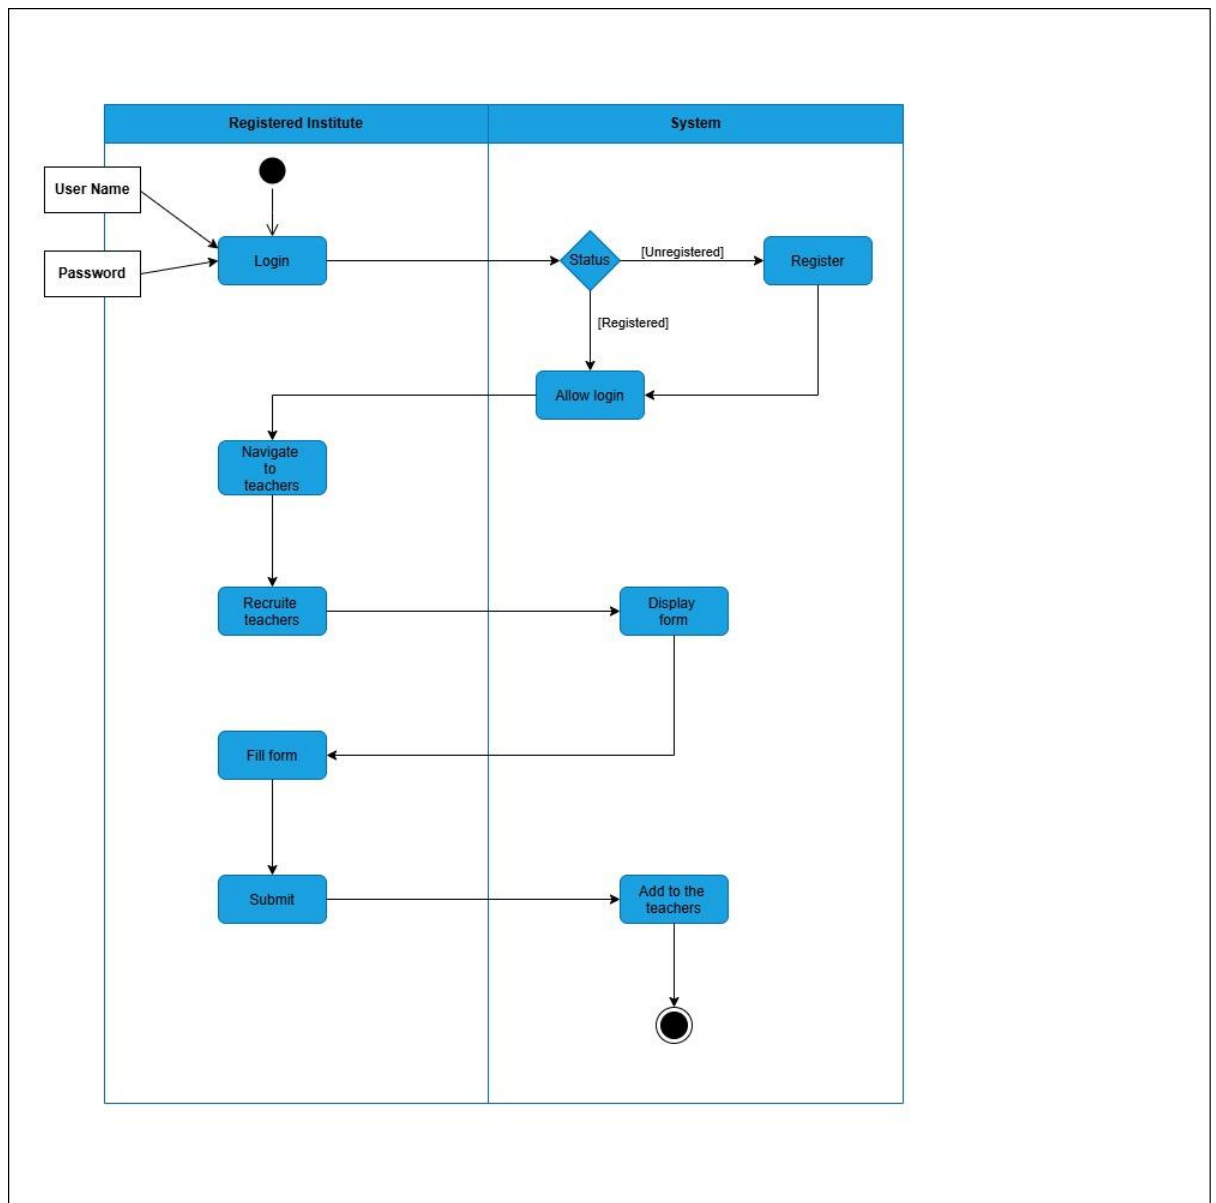 Registered Institute
System
User Name
Password
Login
Status
[Unregistered]
Register
[Registered]
Allow login
Navigate
to
teachers
Recruite
teachers
Display
form
Fill form
Submit
Add to the
teachers